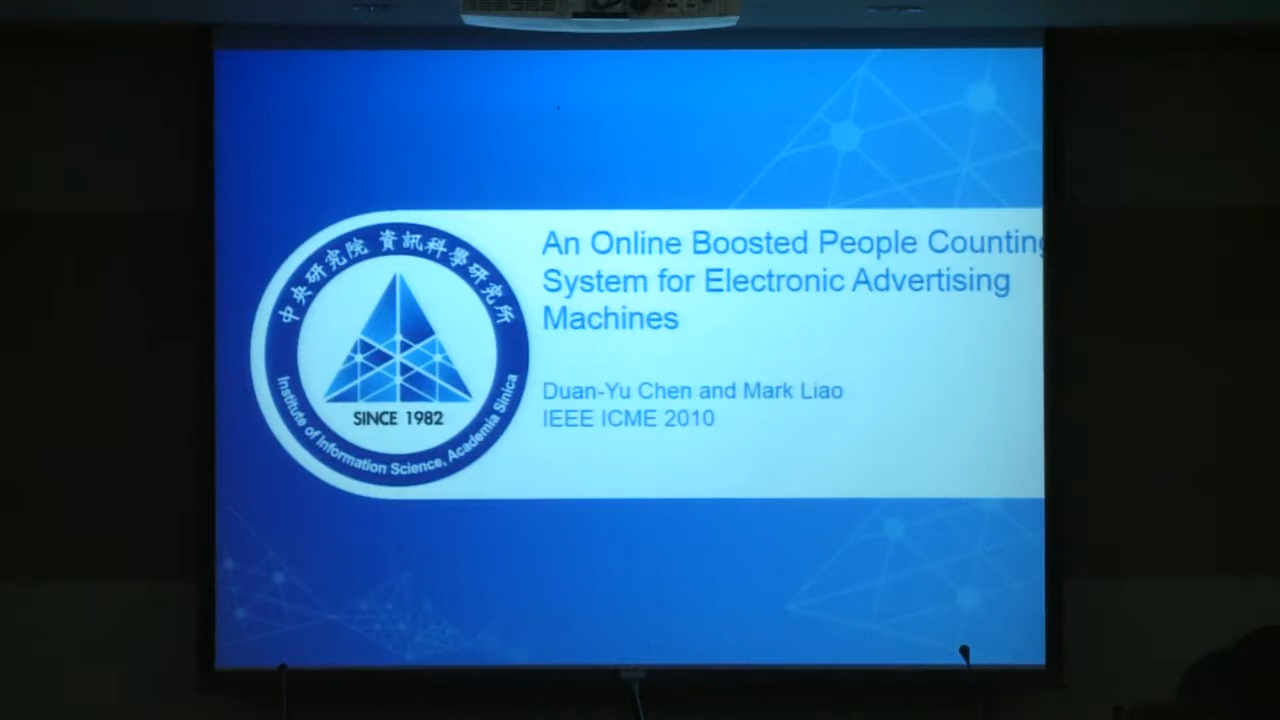 中央研究院 資訊科學研究所
SINCE 1982
Institute of Information Science, Academia Sinica
An Online Boosted People Counting
System for Electronic Advertising
Machines
Duan-Yu Chen and Mark Liao
IEEE ICME 2010